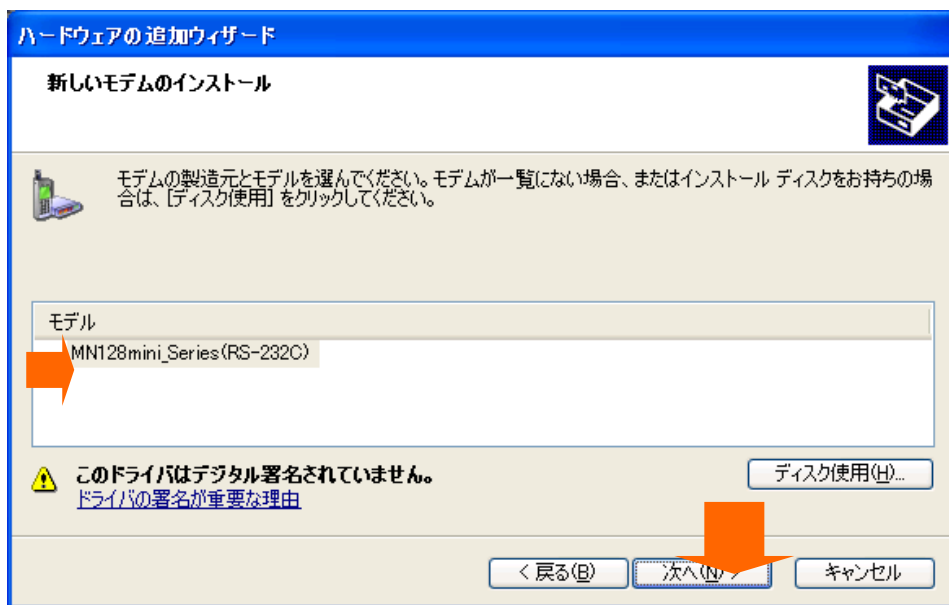 ハードウェアの追加ウィザード
新しいモデムのインストール
モデムの製造元とモデルを選んでください。モデムが一覧にない場合、またはインストール ディスクをお持ちの場
合は、[ディスク使用] をクリックしてください。
モデル
MN128mini_Series(RS-232C)
このドライバはデジタル署名されていません。
ドライバの署名が重要な理由
ディスク使用(H)...
< 戻る(B)
次へ(N) >
キャンセル